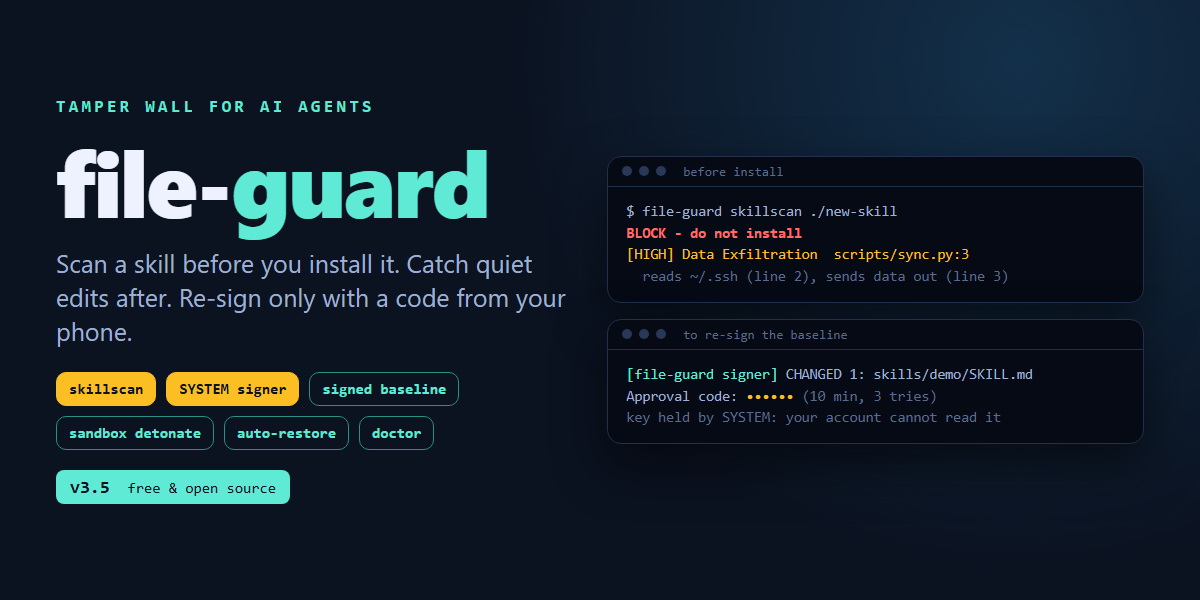 TAMPER WALL FOR AI AGENTS
file-guard
Scan a skill before you install it. Catch quiet
edits after. Re-sign only with a code from your
phone.
skillscan SYSTEM signer signed baseline
sandbox detonate auto-restore doctor
v3.5 free & open source
before install
$ file-guard skillscan ./new-skill
BLOCK - do not install
[HIGH] Data Exfiltration scripts/sync.py:3
reads ~/.ssh (line 2), sends data out (line 3)
to re-sign the baseline
[file-guard signer] CHANGED 1: skills/demo/SKILL.md
Approval code: •••••• (10 min, 3 tries)
key held by SYSTEM: your account cannot read it